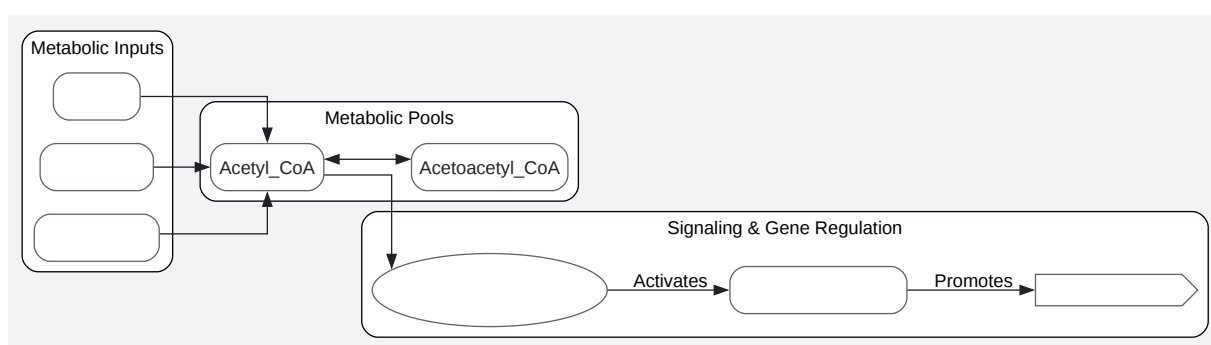 Metabolic Inputs
Metabolic Pools
Acetyl_CoA
Acetoacetyl_CoA
Signaling & Gene Regulation
Activates
Promotes